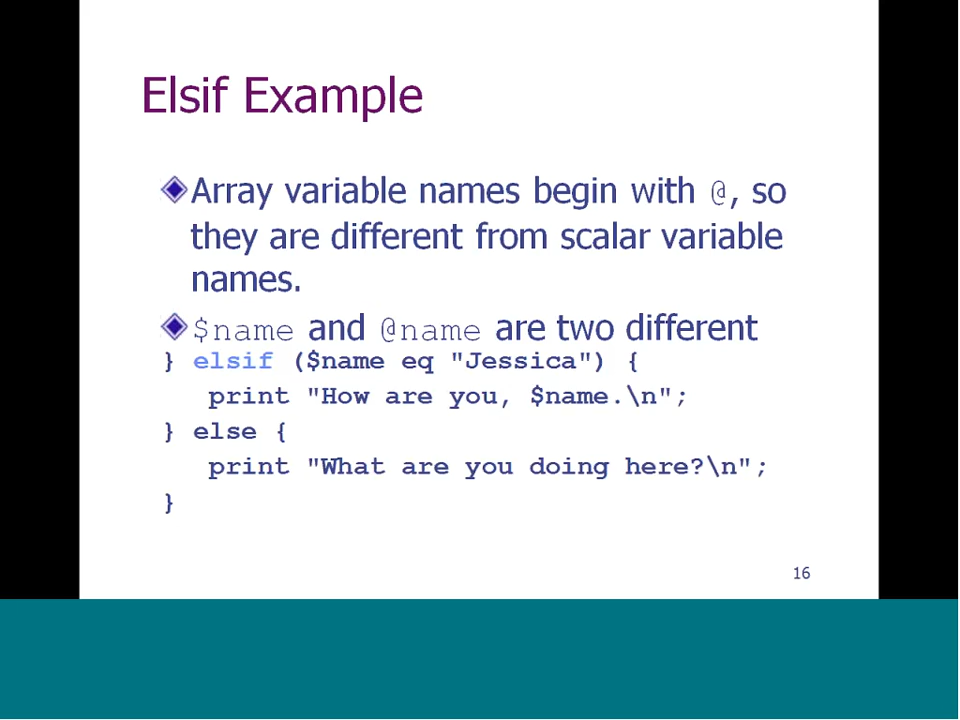 Elsif Example
Array variable names begin with @, so
they are different from scalar variable
names.
$name and @name are two different
} elsif ($name eq "Jessica") {
   print "How are you, $name.\n";
} else {
   print "What are you doing here?\n";
}
16